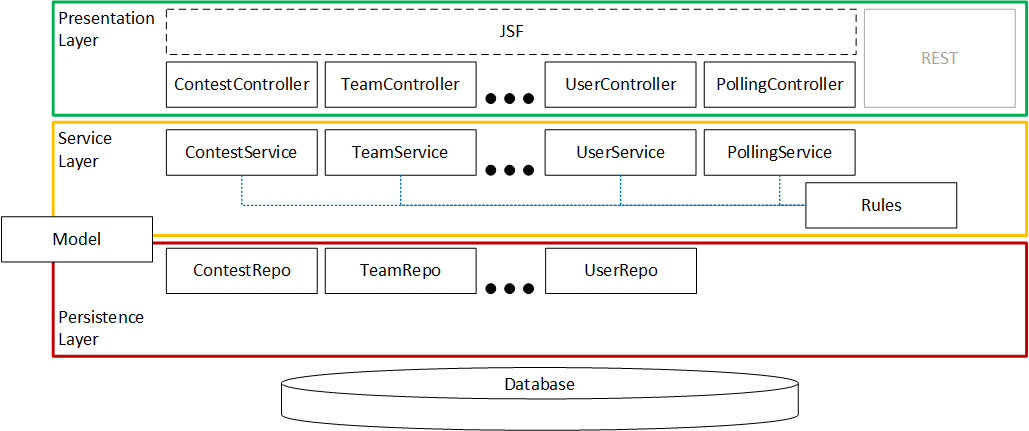 Presentation
Layer
JSF
REST
ContestController
TeamController
UserController
PollingController
Service
Layer
ContestService
TeamService
UserService
PollingService
Rules
Model
ContestRepo
TeamRepo
UserRepo
Persistence
Layer
Database